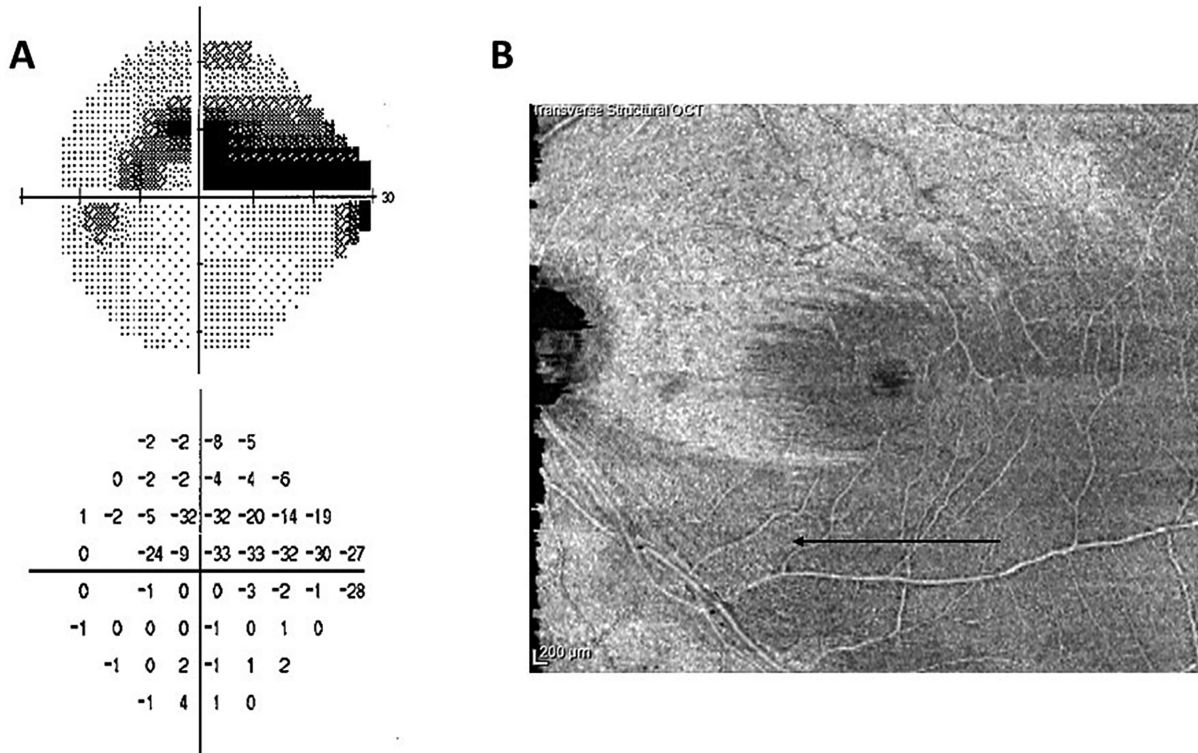 A
B
30
Transverse Structural OCT
200 µm
-2 -2 -8 -5
0 -2 -2 -4 -4 -6
1 -2 -5 -32 -32 -20 -14 -19
0 -24 -9 -33 -33 -32 -30 -27
0 -1 0 0 -3 -2 -1 -28
-1 0 0 0 -1 0 1 0
-1 0 2 -1 1 2
-1 4 1 0